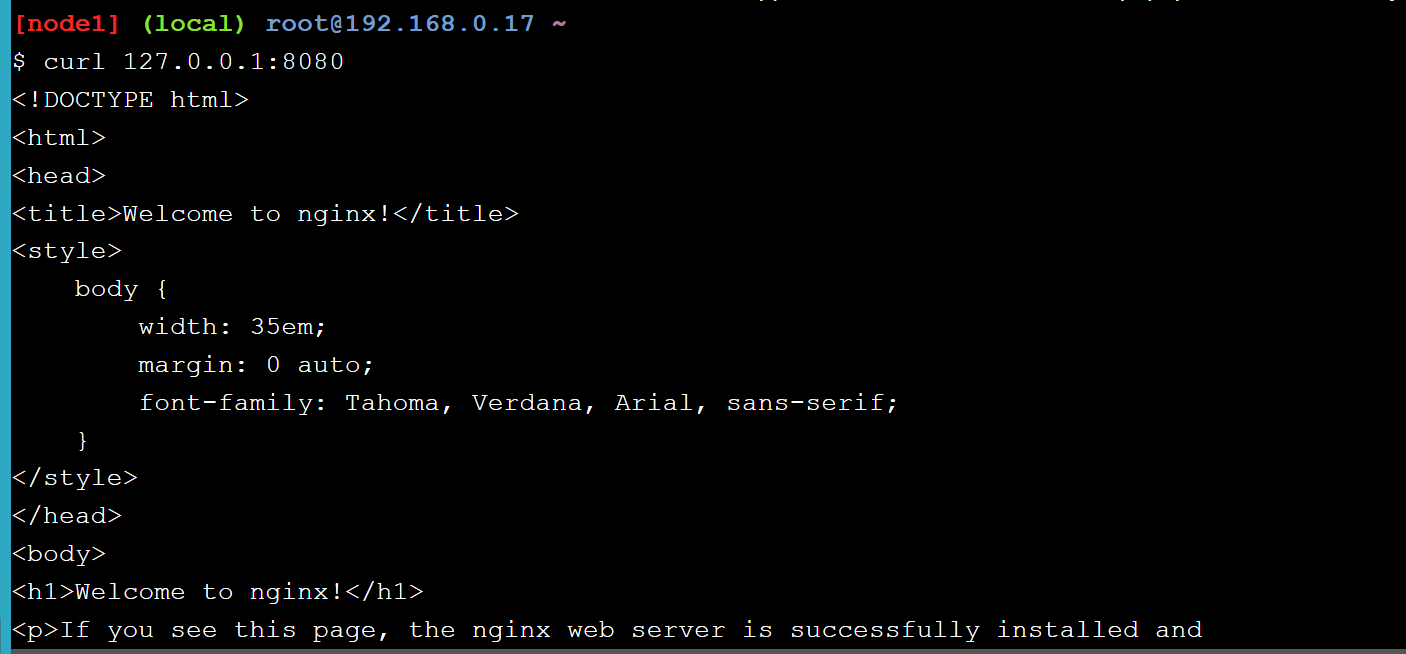 [node1] (local) root@192.168.0.17 ~
$ curl 127.0.0.1:8080
<!DOCTYPE html>
<html>
<head>
<title>Welcome to nginx!</title>
<style>
    body {
        width: 35em;
        margin: 0 auto;
        font-family: Tahoma, Verdana, Arial, sans-serif;
    }
</style>
</head>
<body>
<h1>Welcome to nginx!</h1>
<p>If you see this page, the nginx web server is successfully installed and